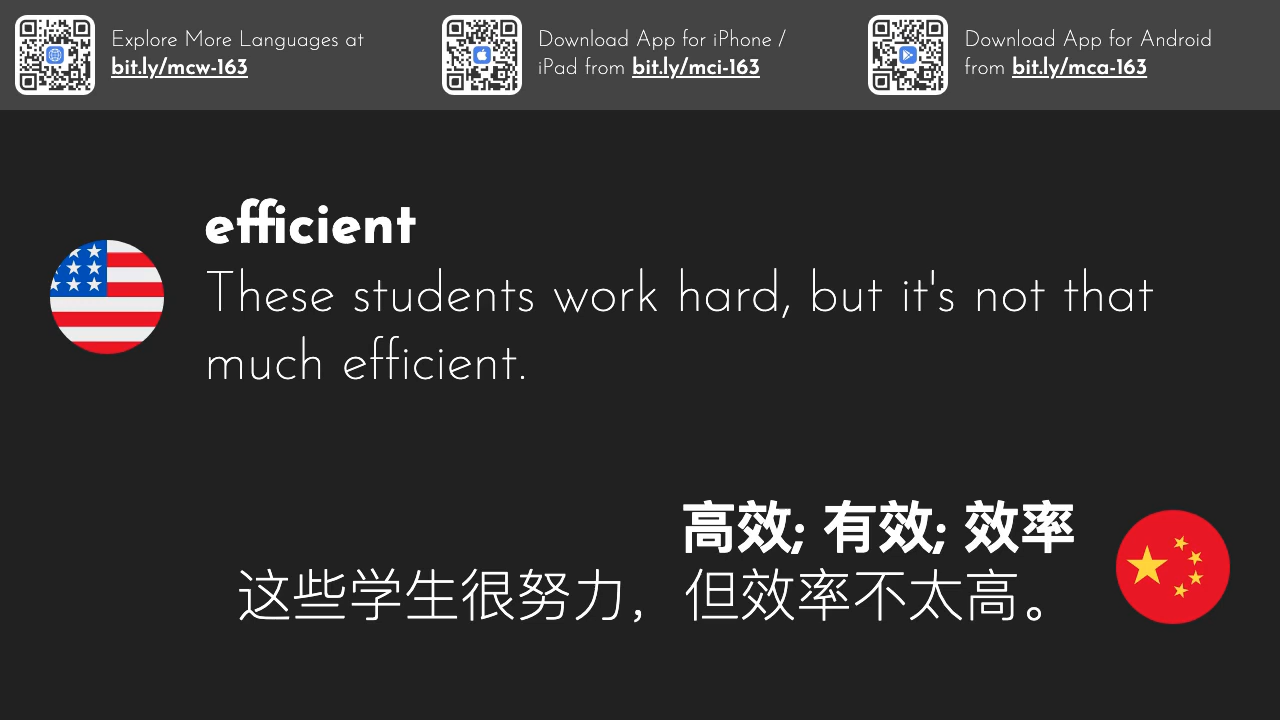 Explore More Languages at
bit.ly/mcw-163
Download App for iPhone /
iPad from bit.ly/mci-163
Download App for Android
from bit.ly/mca-163
efficient
These students work hard, but it's not that
much efficient.
高效; 有效; 效率
这些学生很努力，但效率不太高。